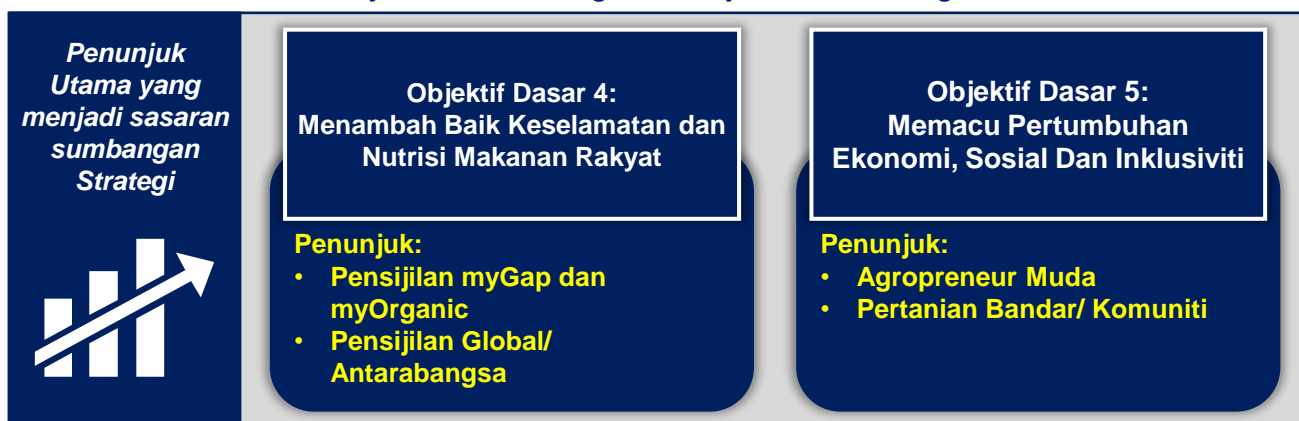 Penunjuk
Utama yang
menjadi sasaran
sumbangan
Strategi
Objektif Dasar 4:
Menambah Baik Keselamatan dan
Nutrisi Makanan Rakyat
Penunjuk:
• Pensijilan myGap dan
myOrganic
• Pensijilan Global/
Antarabangsa
Objektif Dasar 5:
Memacu Pertumbuhan
Ekonomi, Sosial Dan Inklusiviti
Penunjuk:
• Agropreneur Muda
• Pertanian Bandar/ Komuniti